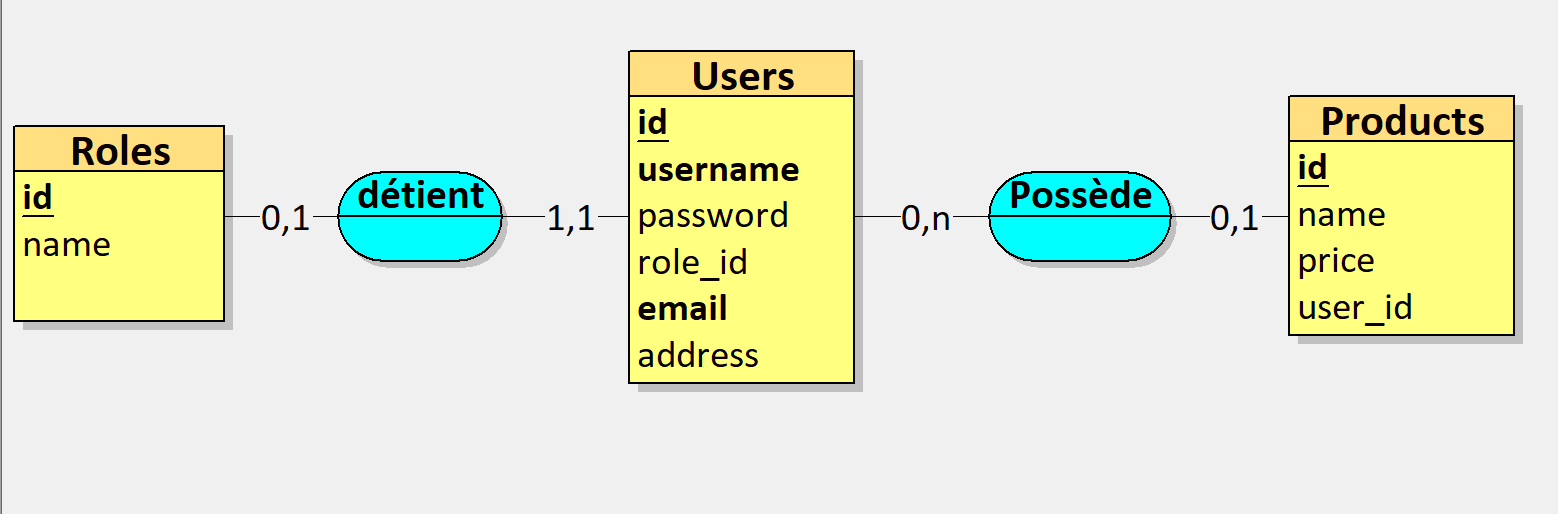 Roles
id
name
0,1
détient
1,1
Users
id
username
password
role_id
email
address
0,n
Possède
0,1
Products
id
name
price
user_id